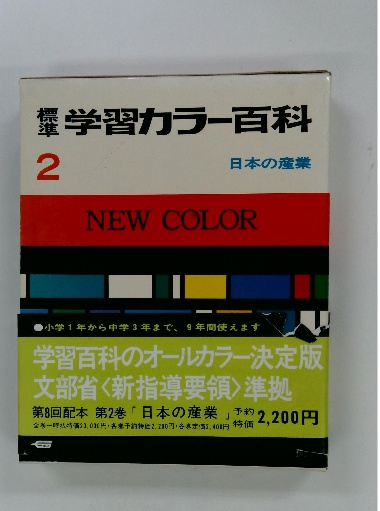 標準 学習カラー百科
2
日本の産業
NEW COLOR
●小学1年から中学3年まで、9年間使えます
学習百科のオールカラー決定版
文部省〈新指導要領〉準拠
第8回配本 第2巻「日本の産業」予約特価2,200円